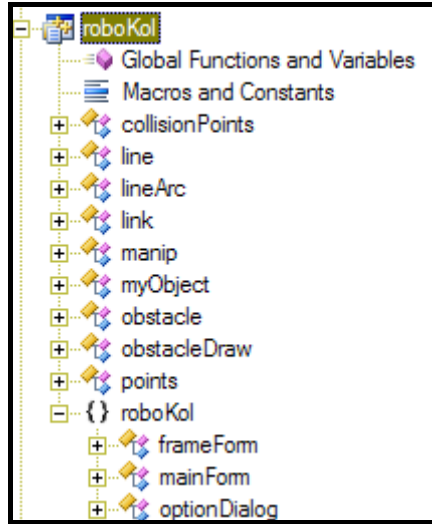 roboKol
Global Functions and Variables
Macros and Constants
collisionPoints
line
lineArc
link
manip
myObject
obstacle
obstacleDraw
points
{} roboKol
frameForm
mainForm
optionDialog